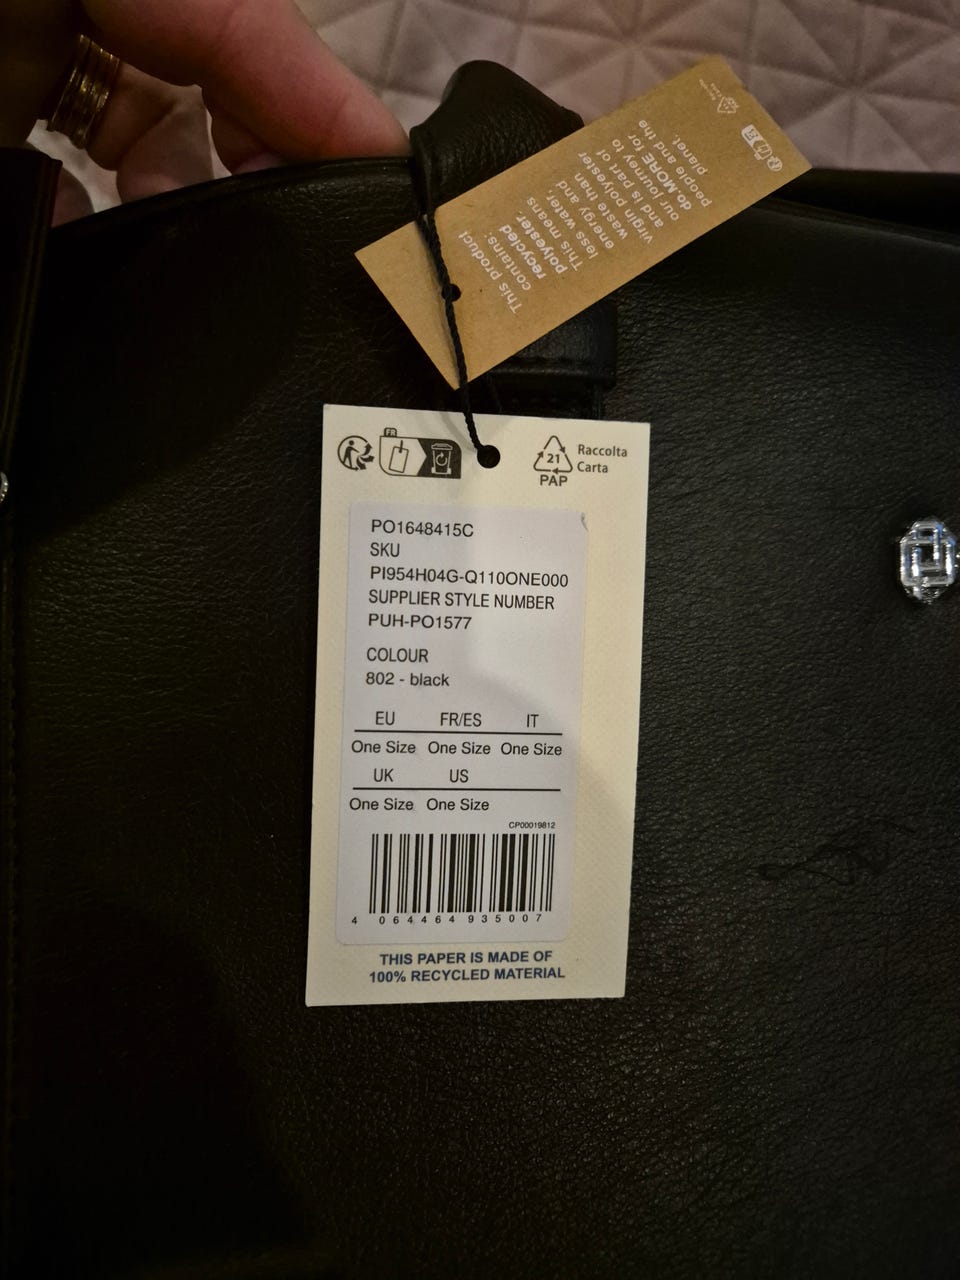 This product
contains:
recycled
polyester
This means
less water,
energy and
waste than
virgin polyester
and is part of
our journey to
do MORE for
people and the
planet.
FR
21
PAP
Raccolta
Carta
PO1648415C
SKU
PI954H04G-Q110ONE000
SUPPLIER STYLE NUMBER
PUH-PO1577
COLOUR
802 - black
EU FR/ES IT
One Size One Size One Size
UK US
One Size One Size
CP00019812
4 064464 935007
THIS PAPER IS MADE OF
100% RECYCLED MATERIAL